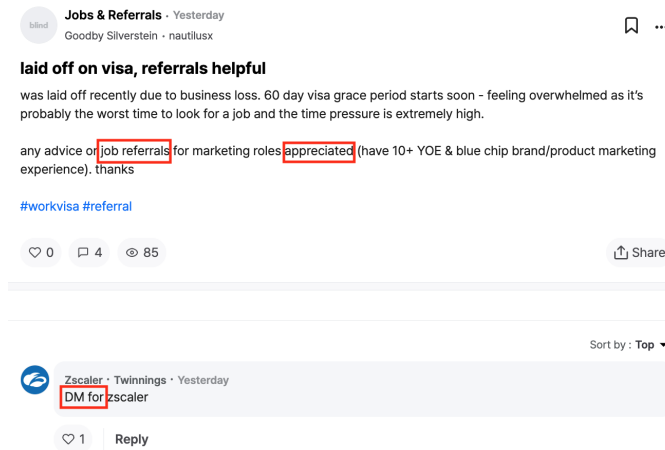 blind
Jobs & Referrals · Yesterday
Goodby Silverstein · nautilusx
laid off on visa, referrals helpful
was laid off recently due to business loss. 60 day visa grace period starts soon - feeling overwhelmed as it's
probably the worst time to look for a job and the time pressure is extremely high.
any advice or job referrals for marketing roles appreciated (have 10+ YOE & blue chip brand/product marketing
experience). thanks
#workvisa #referral
0 4 85 Share
Sort by : Top
Zscaler · Twinnings · Yesterday
DM for zscaler
1 Reply